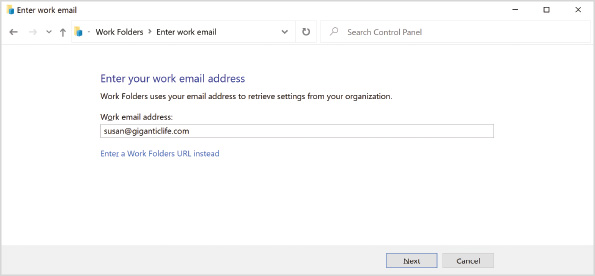 Enter work email
Work Folders > Enter work email
Search Control Panel
Enter your work email address
Work Folders uses your email address to retrieve settings from your organization.
Work email address:
susan@giganticlife.com
Enter a Work Folders URL instead
Next
Cancel